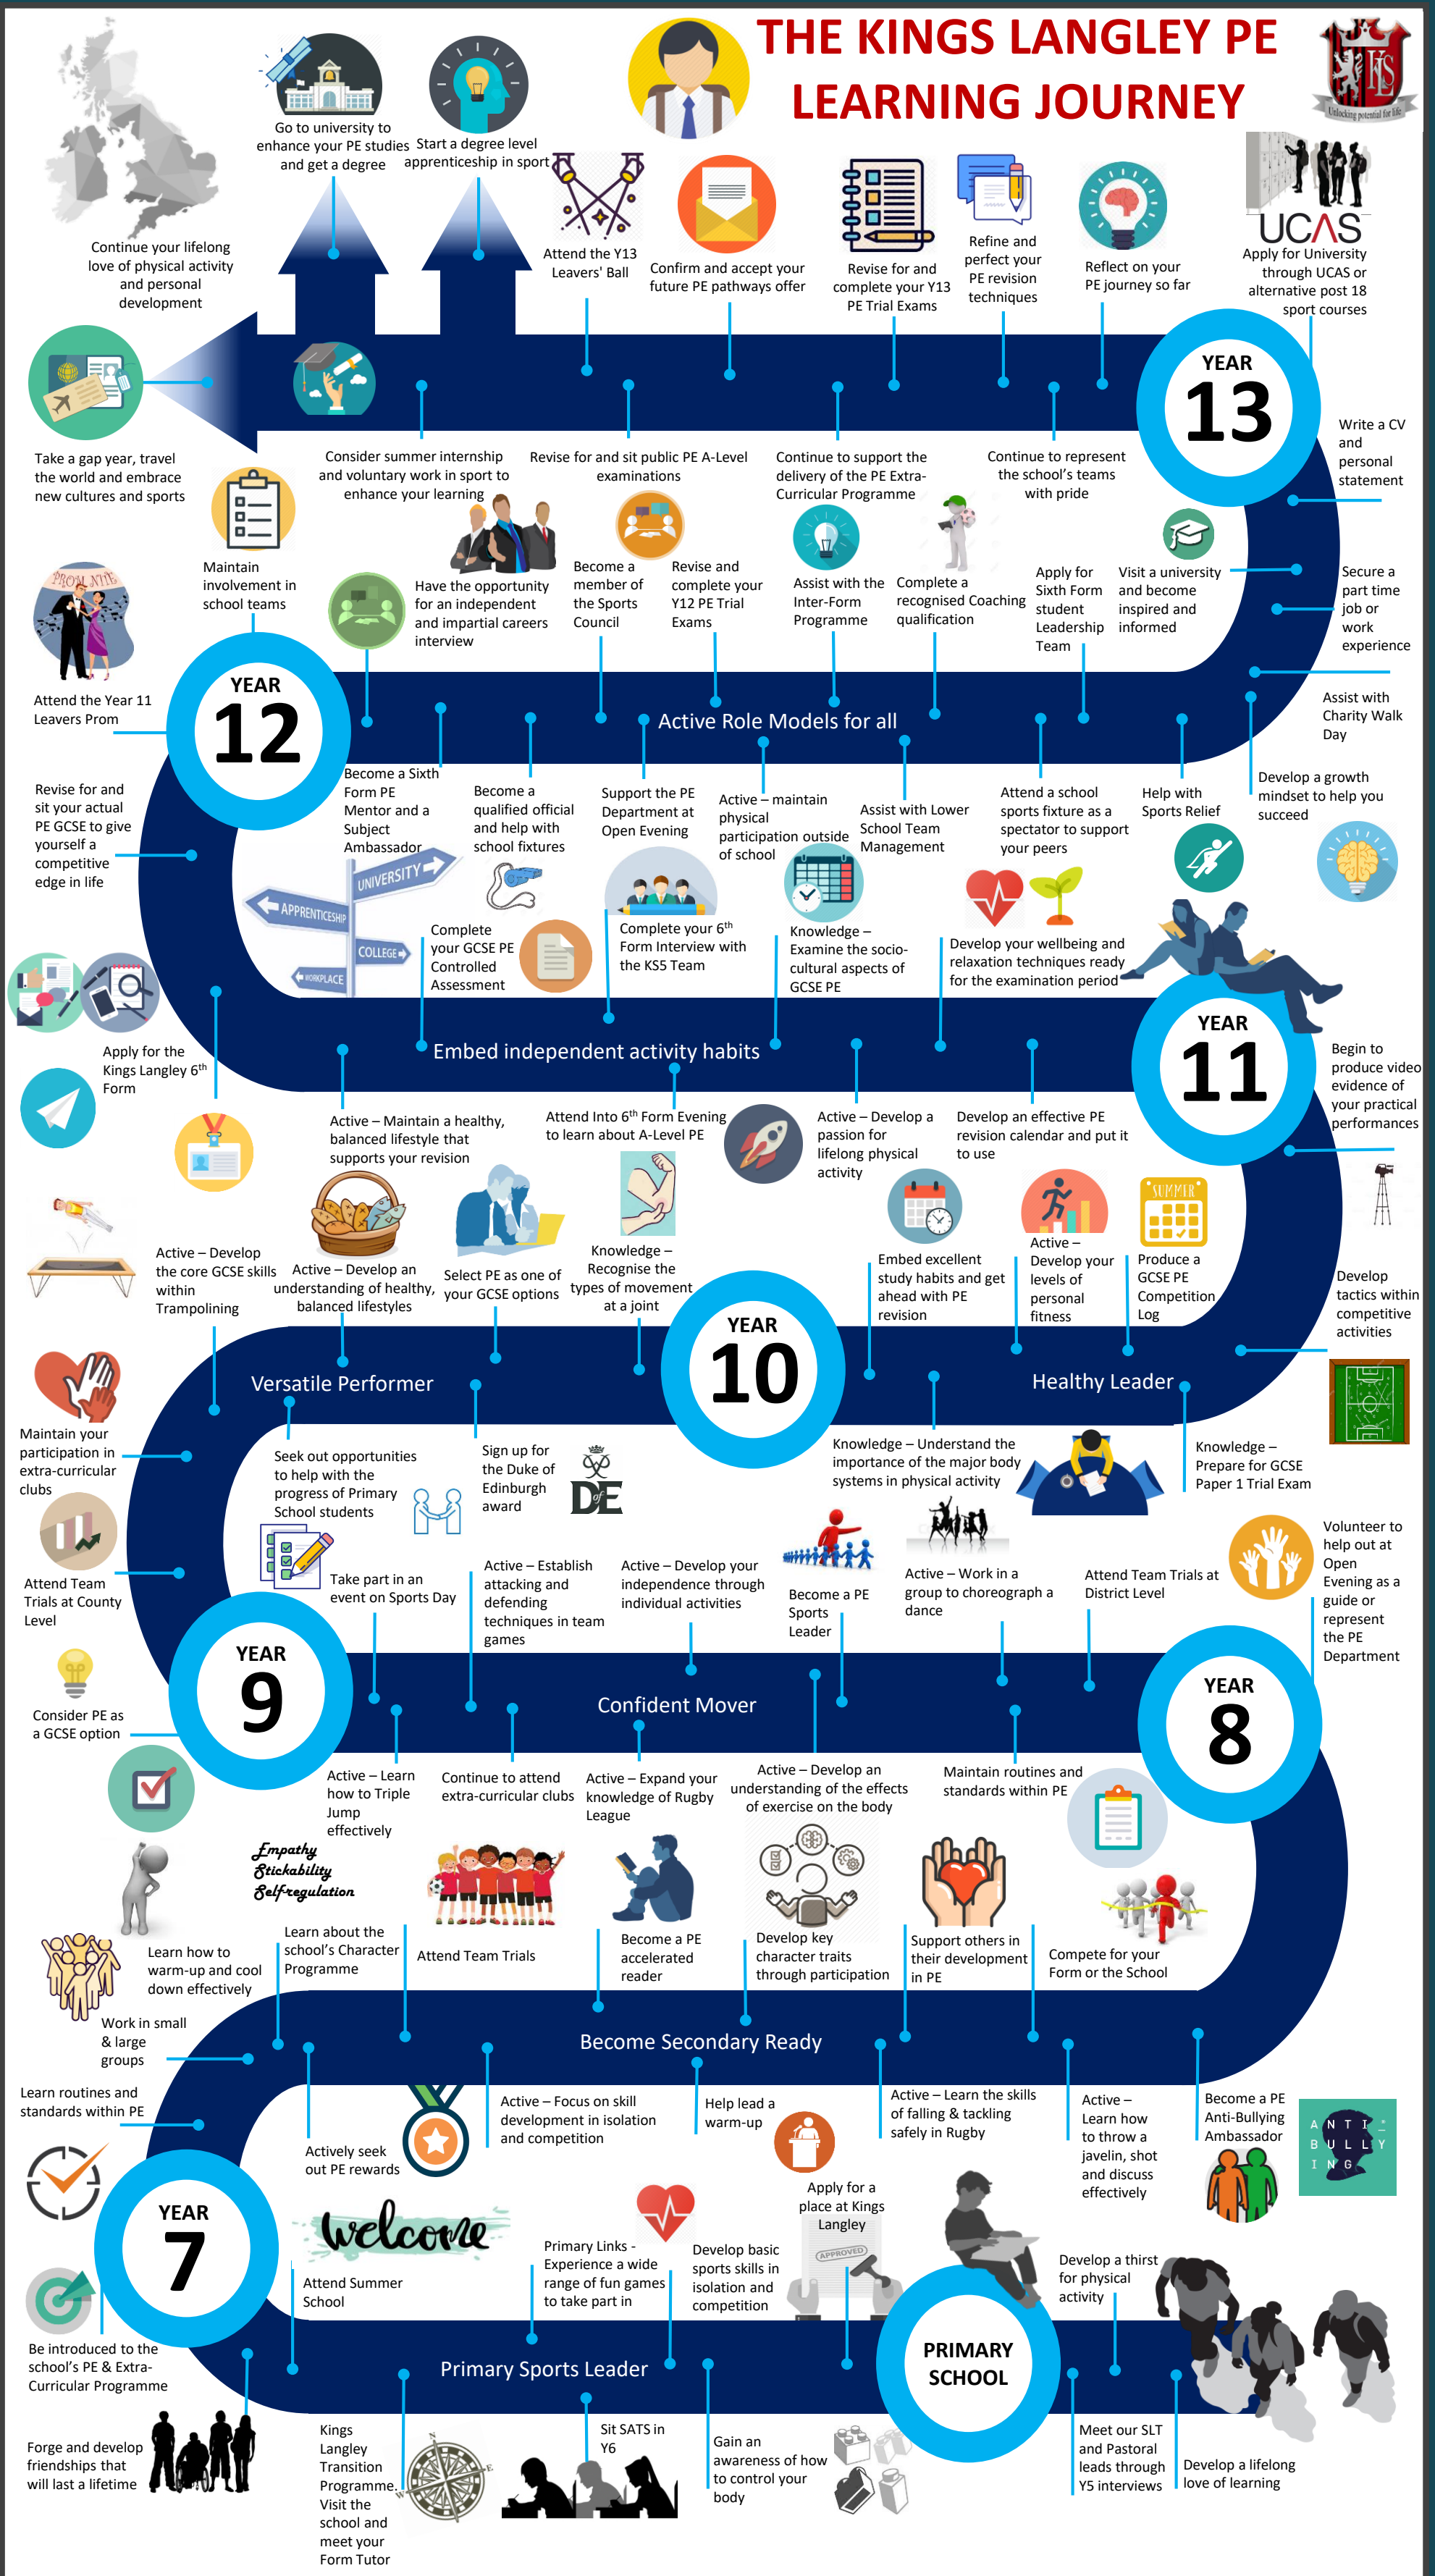 THE KINGS LANGLEY PE
LEARNING JOURNEY
KLS
Unlocking potential for life
Go to university to
enhance your PE studies
and get a degree
Start a degree level
apprenticeship in sport
Continue your lifelong
love of physical activity
and personal
development
Attend the Y13
Leavers' Ball
Confirm and accept your
future PE pathways offer
Revise for and
complete your Y13
PE Trial Exams
Refine and
perfect your
PE revision
techniques
Reflect on your
PE journey so far
UCAS
Apply for University
through UCAS or
alternative post 18
sport courses
YEAR
13
Take a gap year, travel
the world and embrace
new cultures and sports
Consider summer internship
and voluntary work in sport to
enhance your learning
Revise for and sit public PE A-Level
examinations
Continue to support the
delivery of the PE Extra-
Curricular Programme
Continue to represent
the school's teams
with pride
Write a CV
and
personal
statement
Maintain
involvement in
school teams
Have the opportunity
for an independent
and impartial careers
interview
Become a
member of
the Sports
Council
Revise and
complete your
Y12 PE Trial
Exams
Assist with the
Inter-Form
Programme
Complete a
recognised Coaching
qualification
Apply for
Sixth Form
student
Leadership
Team
Visit a university
and become
inspired and
informed
Secure a
part time
job or
work
experience
PROM NITE
Attend the Year 11
Leavers Prom
YEAR
12
Active Role Models for all
Assist with
Charity Walk
Day
Revise for and
sit your actual
PE GCSE to give
yourself a
competitive
edge in life
Become a Sixth
Form PE
Mentor and a
Subject
Ambassador
Become a
qualified official
and help with
school fixtures
Support the PE
Department at
Open Evening
Active – maintain
physical
participation outside
of school
Assist with Lower
School Team
Management
Attend a school
sports fixture as a
spectator to support
your peers
Help with
Sports Relief
Develop a growth
mindset to help you
succeed
UNIVERSITY
APPRENTICESHIP
COLLEGE
WORKPLACE
Complete
your GCSE PE
Controlled
Assessment
Complete your 6th
Form Interview with
the KS5 Team
Knowledge –
Examine the socio-
cultural aspects of
GCSE PE
Develop your wellbeing and
relaxation techniques ready
for the examination period
YEAR
11
Embed independent activity habits
Apply for the
Kings Langley 6th
Form
Begin to
produce video
evidence of
your practical
performances
Active – Maintain a healthy,
balanced lifestyle that
supports your revision
Attend Into 6th Form Evening
to learn about A-Level PE
Active – Develop a
passion for
lifelong physical
activity
Develop an effective PE
revision calendar and put it
to use
SUMMER
Active – Develop
the core GCSE skills
within
Trampolining
Active – Develop an
understanding of healthy,
balanced lifestyles
Select PE as one of
your GCSE options
Knowledge –
Recognise the
types of movement
at a joint
Embed excellent
study habits and get
ahead with PE
revision
Active –
Develop your
levels of
personal
fitness
Produce a
GCSE PE
Competition
Log
Develop
tactics within
competitive
activities
YEAR
10
Versatile Performer
Healthy Leader
Maintain your
participation in
extra-curricular
clubs
Seek out opportunities
to help with the
progress of Primary
School students
Sign up for
the Duke of
Edinburgh
award
DofE
Knowledge – Understand the
importance of the major body
systems in physical activity
Knowledge –
Prepare for GCSE
Paper 1 Trial Exam
Attend Team
Trials at County
Level
Take part in an
event on Sports Day
Active – Establish
attacking and
defending
techniques in team
games
Active – Develop your
independence through
individual activities
Become a PE
Sports
Leader
Active – Work in a
group to choreograph a
dance
Attend Team Trials at
District Level
Volunteer to
help out at
Open
Evening as a
guide or
represent
the PE
Department
YEAR
9
Confident Mover
YEAR
8
Consider PE as
a GCSE option
Active – Learn
how to Triple
Jump
effectively
Continue to attend
extra-curricular clubs
Active – Expand your
knowledge of Rugby
League
Active – Develop an
understanding of the effects
of exercise on the body
Maintain routines and
standards within PE
Empathy
Stickability
Self-regulation
Learn how to
warm-up and cool
down effectively
Learn about the
school's Character
Programme
Attend Team Trials
Become a PE
accelerated
reader
Develop key
character traits
through participation
Support others in
their development
in PE
Compete for your
Form or the School
Work in small
& large
groups
Become Secondary Ready
Learn routines and
standards within PE
Actively seek
out PE rewards
Active – Focus on skill
development in isolation
and competition
Help lead a
warm-up
Active – Learn the skills
of falling & tackling
safely in Rugby
Active –
Learn how
to throw a
javelin, shot
and discuss
effectively
Become a PE
Anti-Bullying
Ambassador
ANTI-
BULLY
ING
YEAR
7
welcome
Attend Summer
School
Primary Links -
Experience a wide
range of fun games
to take part in
Develop basic
sports skills in
isolation and
competition
Apply for a
place at Kings
Langley
APPROVED
Develop a thirst
for physical
activity
Be introduced to the
school's PE & Extra-
Curricular Programme
Primary Sports Leader
PRIMARY
SCHOOL
Forge and develop
friendships that
will last a lifetime
Kings
Langley
Transition
Programme.
Visit the
school and
meet your
Form Tutor
N
E
W
Sit SATS in
Y6
Gain an
awareness of how
to control your
body
Meet our SLT
and Pastoral
leads through
Y5 interviews
Develop a lifelong
love of learning